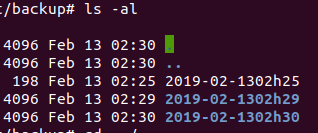 /backup# ls -al
4096 Feb 13 02:30 .
4096 Feb 13 02:30 ..
198 Feb 13 02:25 2019-02-1302h25
4096 Feb 13 02:29 2019-02-1302h29
4096 Feb 13 02:30 2019-02-1302h30